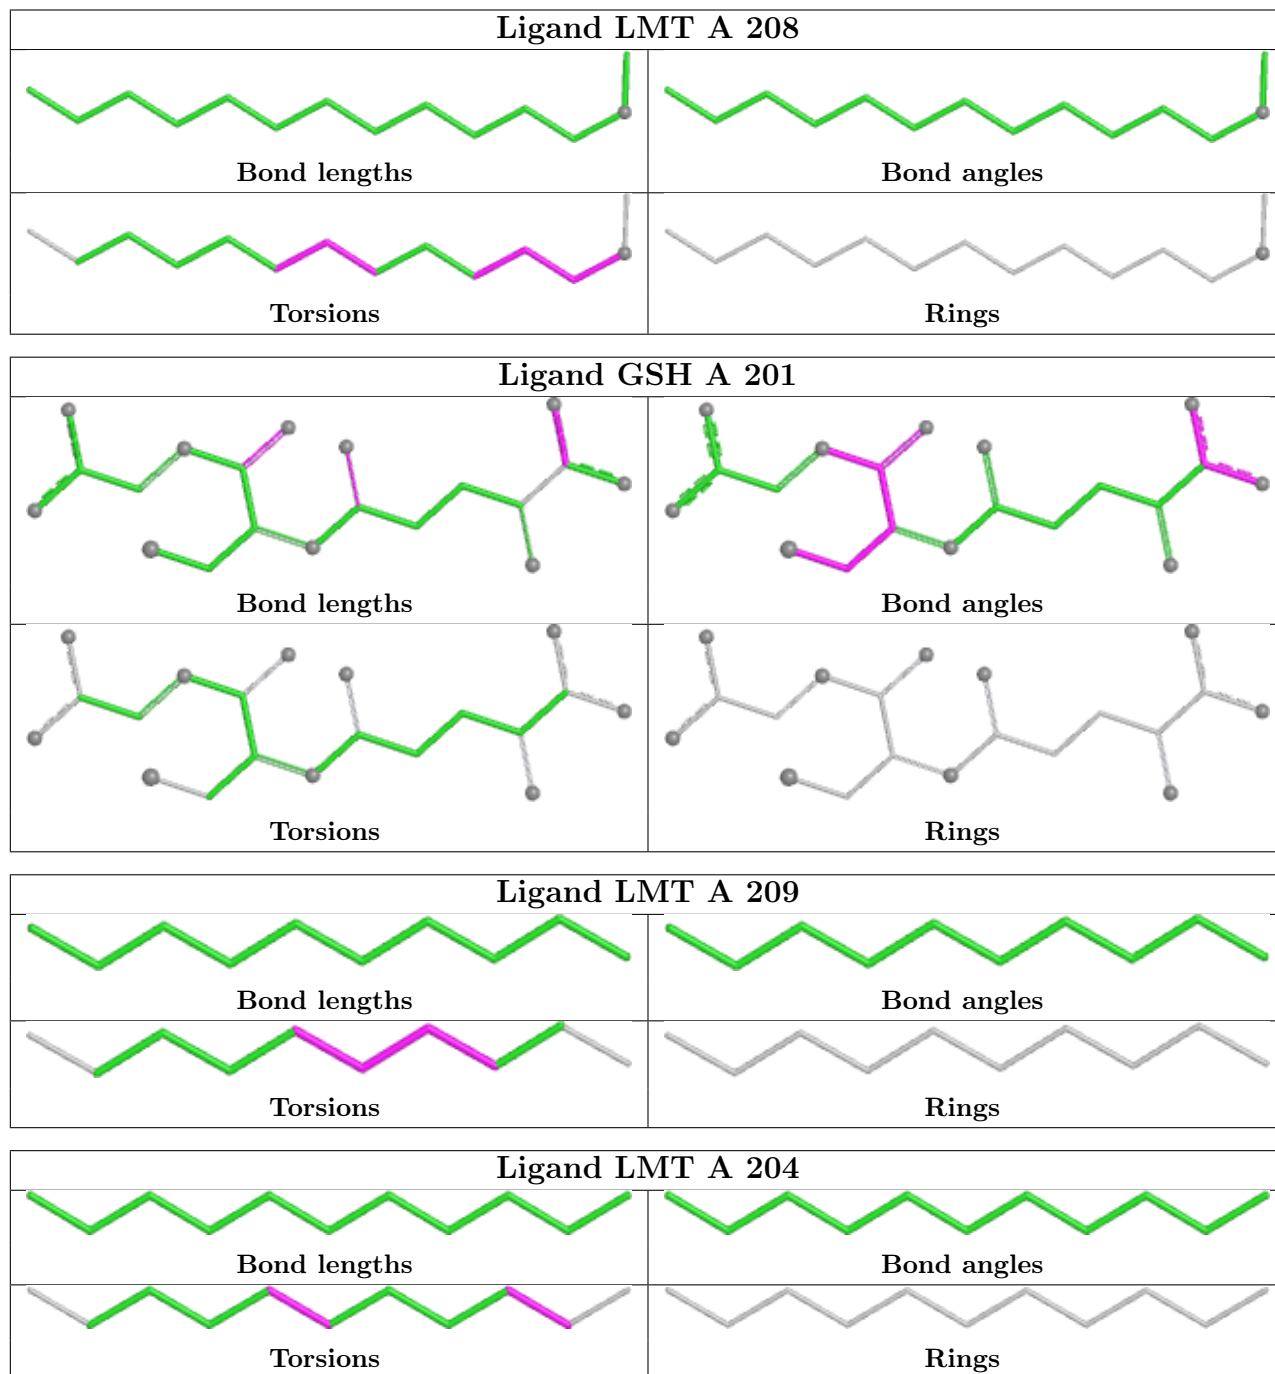 Ligand LMT A 208
Bond lengths Bond angles
Torsions Rings
Ligand GSH A 201
Bond lengths Bond angles
Torsions Rings
Ligand LMT A 209
Bond lengths Bond angles
Torsions Rings
Ligand LMT A 204
Bond lengths Bond angles
Torsions Rings